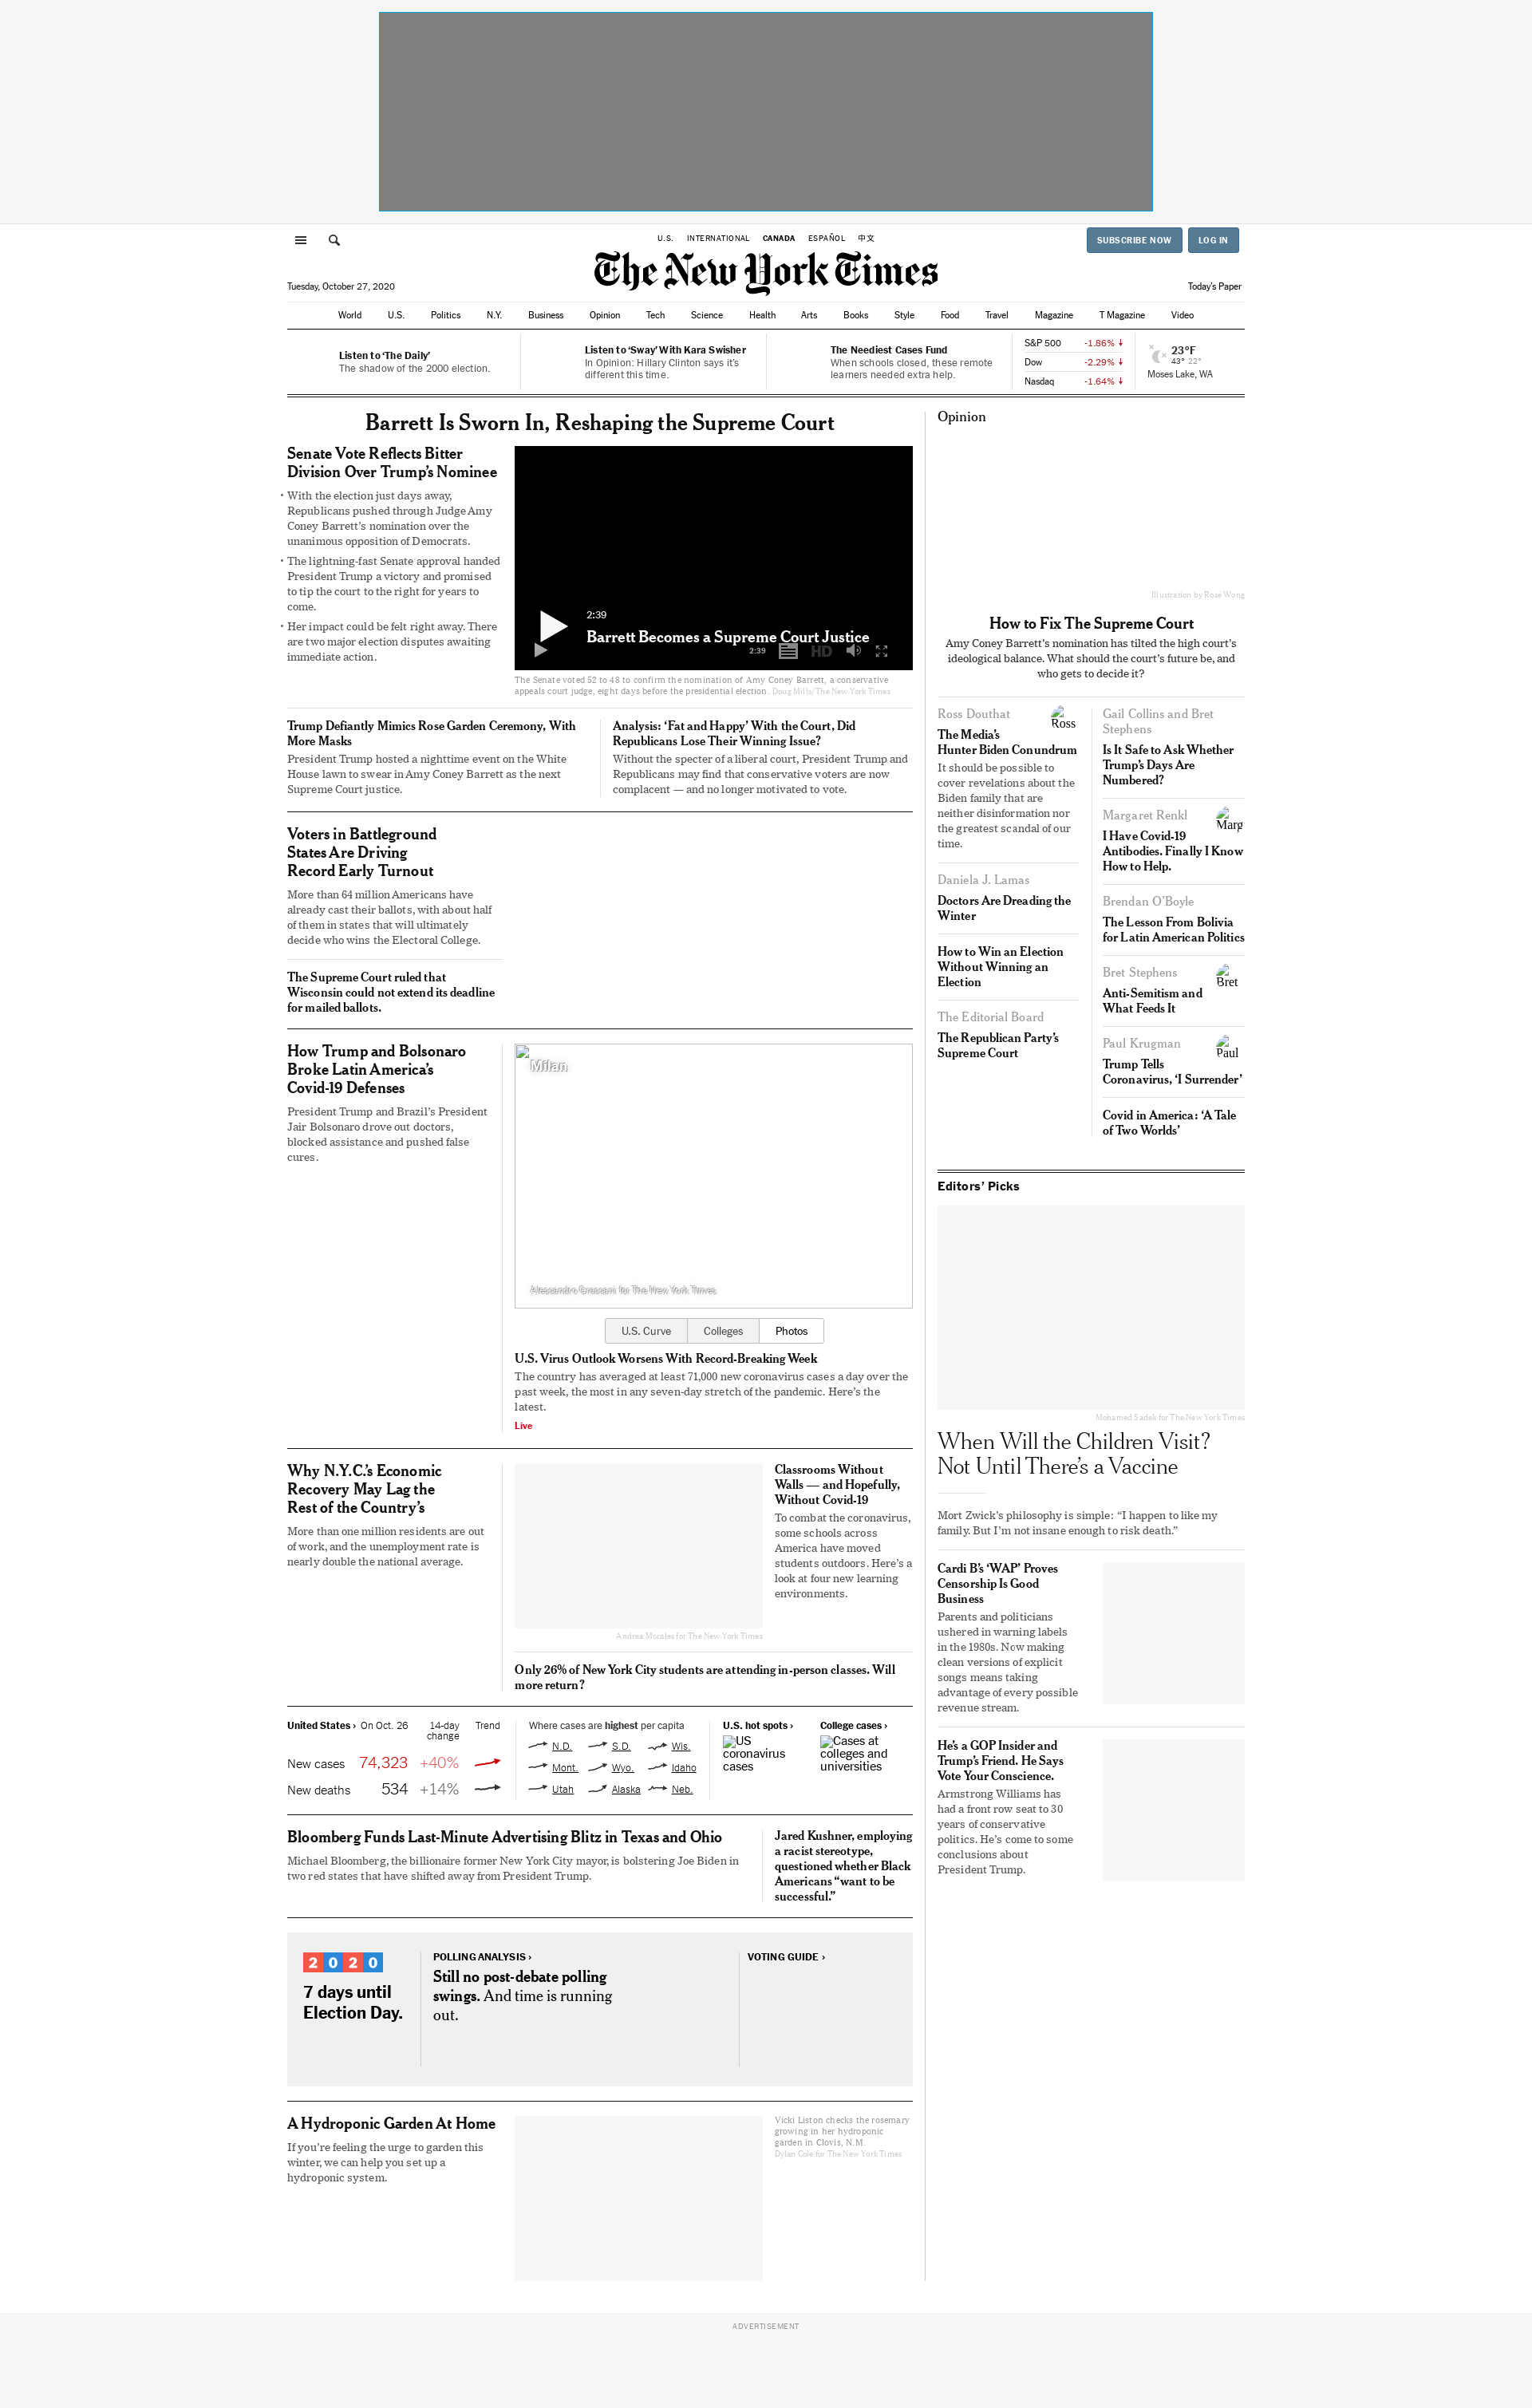 U.S. INTERNATIONAL CANADA ESPAÑOL 中文
SUBSCRIBE NOW LOG IN
The New York Times
Tuesday, October 27, 2020
Today's Paper
World U.S. Politics N.Y. Business Opinion Tech Science Health Arts Books Style Food Travel Magazine T Magazine Video
Listen to ‘The Daily’
The shadow of the 2000 election.
Listen to ‘Sway’ With Kara Swisher
In Opinion: Hillary Clinton says it’s
different this time.
The Neediest Cases Fund
When schools closed, these remote
learners needed extra help.
S&P 500 -1.86% ↓
Dow -2.29% ↓
Nasdaq -1.64% ↓
23°F
43° 22°
Moses Lake, WA
Barrett Is Sworn In, Reshaping the Supreme Court
Senate Vote Reflects Bitter
Division Over Trump’s Nominee
• With the election just days away,
Republicans pushed through Judge Amy
Coney Barrett’s nomination over the
unanimous opposition of Democrats.
• The lightning-fast Senate approval handed
President Trump a victory and promised
to tip the court to the right for years to
come.
• Her impact could be felt right away. There
are two major election disputes awaiting
immediate action.
2:39
Barrett Becomes a Supreme Court Justice
2:39 HD
The Senate voted 52 to 48 to confirm the nomination of Amy Coney Barrett, a conservative
appeals court judge, eight days before the presidential election. Doug Mills/The New York Times
Trump Defiantly Mimics Rose Garden Ceremony, With
More Masks
President Trump hosted a nighttime event on the White
House lawn to swear in Amy Coney Barrett as the next
Supreme Court justice.
Analysis: ‘Fat and Happy’ With the Court, Did
Republicans Lose Their Winning Issue?
Without the specter of a liberal court, President Trump and
Republicans may find that conservative voters are now
complacent — and no longer motivated to vote.
Voters in Battleground
States Are Driving
Record Early Turnout
More than 64 million Americans have
already cast their ballots, with about half
of them in states that will ultimately
decide who wins the Electoral College.
The Supreme Court ruled that
Wisconsin could not extend its deadline
for mailed ballots.
How Trump and Bolsonaro
Broke Latin America’s
Covid-19 Defenses
President Trump and Brazil’s President
Jair Bolsonaro drove out doctors,
blocked assistance and pushed false
cures.
Milan
Alessandro Grassani for The New York Times
U.S. Curve Colleges Photos
U.S. Virus Outlook Worsens With Record-Breaking Week
The country has averaged at least 71,000 new coronavirus cases a day over the
past week, the most in any seven-day stretch of the pandemic. Here’s the
latest.
Live
Why N.Y.C.’s Economic
Recovery May Lag the
Rest of the Country’s
More than one million residents are out
of work, and the unemployment rate is
nearly double the national average.
Andrea Morales for The New York Times
Classrooms Without
Walls — and Hopefully,
Without Covid-19
To combat the coronavirus,
some schools across
America have moved
students outdoors. Here’s a
look at four new learning
environments.
Only 26% of New York City students are attending in-person classes. Will
more return?
United States › On Oct. 26 14-day
change Trend
New cases 74,323 +40%
New deaths 534 +14%
Where cases are highest per capita
N.D. S.D. Wis.
Mont. Wyo. Idaho
Utah Alaska Neb.
U.S. hot spots ›
US
coronavirus
cases
College cases ›
Cases at
colleges and
universities
Bloomberg Funds Last-Minute Advertising Blitz in Texas and Ohio
Michael Bloomberg, the billionaire former New York City mayor, is bolstering Joe Biden in
two red states that have shifted away from President Trump.
Jared Kushner, employing
a racist stereotype,
questioned whether Black
Americans “want to be
successful.”
2020
7 days until
Election Day.
POLLING ANALYSIS ›
Still no post-debate polling
swings. And time is running
out.
VOTING GUIDE ›
A Hydroponic Garden At Home
If you’re feeling the urge to garden this
winter, we can help you set up a
hydroponic system.
Vicki Liston checks the rosemary
growing in her hydroponic
garden in Clovis, N.M.
Dylan Cole for The New York Times
Opinion
Illustration by Rose Wong
How to Fix The Supreme Court
Amy Coney Barrett’s nomination has tilted the high court’s
ideological balance. What should the court’s future be, and
who gets to decide it?
Ross Douthat
Ross
The Media’s
Hunter Biden Conundrum
It should be possible to
cover revelations about the
Biden family that are
neither disinformation nor
the greatest scandal of our
time.
Daniela J. Lamas
Doctors Are Dreading the
Winter
How to Win an Election
Without Winning an
Election
The Editorial Board
The Republican Party’s
Supreme Court
Gail Collins and Bret
Stephens
Is It Safe to Ask Whether
Trump’s Days Are
Numbered?
Margaret Renkl
I Have Covid-19
Antibodies. Finally I Know
How to Help.
Brendan O’Boyle
The Lesson From Bolivia
for Latin American Politics
Bret Stephens
Bret
Anti-Semitism and
What Feeds It
Paul Krugman
Paul
Trump Tells
Coronavirus, ‘I Surrender’
Covid in America: ‘A Tale
of Two Worlds’
Editors’ Picks
Mohamed Sadek for The New York Times
When Will the Children Visit?
Not Until There’s a Vaccine
Mort Zwick’s philosophy is simple: “I happen to like my
family. But I’m not insane enough to risk death.”
Cardi B’s ‘WAP’ Proves
Censorship Is Good
Business
Parents and politicians
ushered in warning labels
in the 1980s. Now making
clean versions of explicit
songs means taking
advantage of every possible
revenue stream.
He’s a GOP Insider and
Trump’s Friend. He Says
Vote Your Conscience.
Armstrong Williams has
had a front row seat to 30
years of conservative
politics. He’s come to some
conclusions about
President Trump.
ADVERTISEMENT